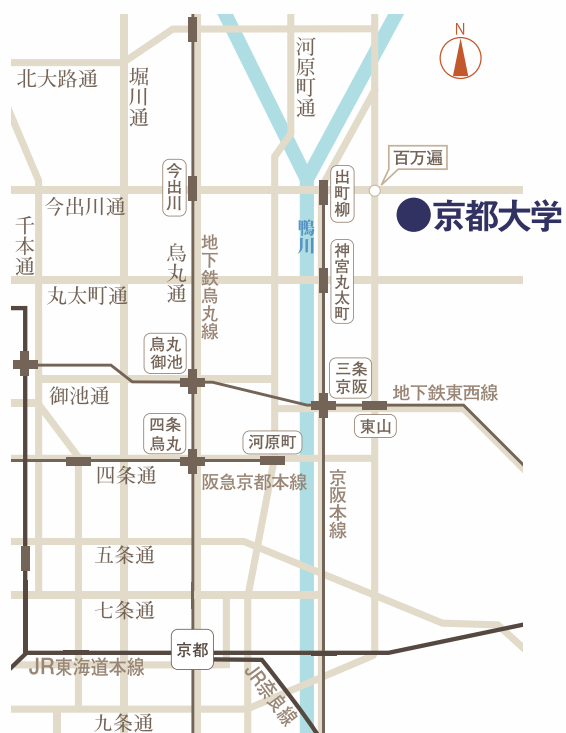 N
河原町通
北大路通
堀川通
百万遍
今出川
出町柳
京都大学
今出川通
千本通
鴨川
地下鉄烏丸線
烏丸通
神宮丸太町
丸太町通
烏丸
御池
三条
京阪
御池通
地下鉄東西線
四条
烏丸
東山
河原町
四条通
阪急京都本線
京阪本線
五条通
七条通
京都
JR東海道本線
JR奈良線
九条通